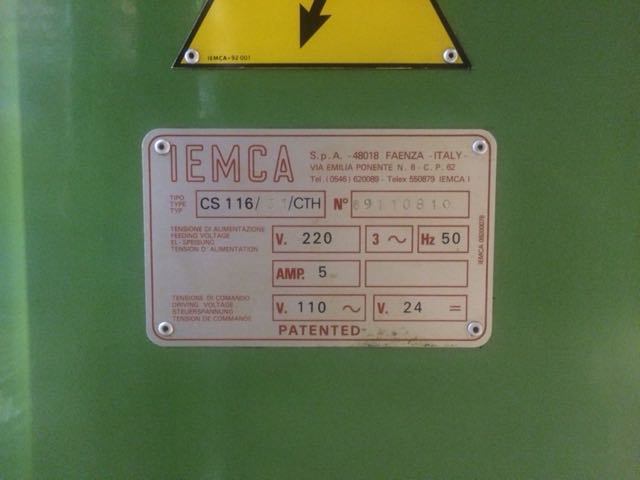 IEMCA - 92 001
IEMCA S.p.A. - 48018 FAENZA - ITALY -
VIA EMILIA PONENTE N. 6 - C.P. 62
Tel. (0546) 620089 - Telex 550879 IEMCA I
TIPO
TYPE
TYP
CS 116/ /CTH N° 69110810
TENSIONE DI ALIMENTAZIONE
FEEDING VOLTAGE
EL-SPEISUNG
TENSION D'ALIMENTATION
V. 220 3 ~ Hz 50
AMP. 5
TENSIONE DI COMANDO
DRIVING VOLTAGE
STEUERSPANNUNG
TENSION DE COMMANDE
V. 110 ~ V. 24 =
PATENTED